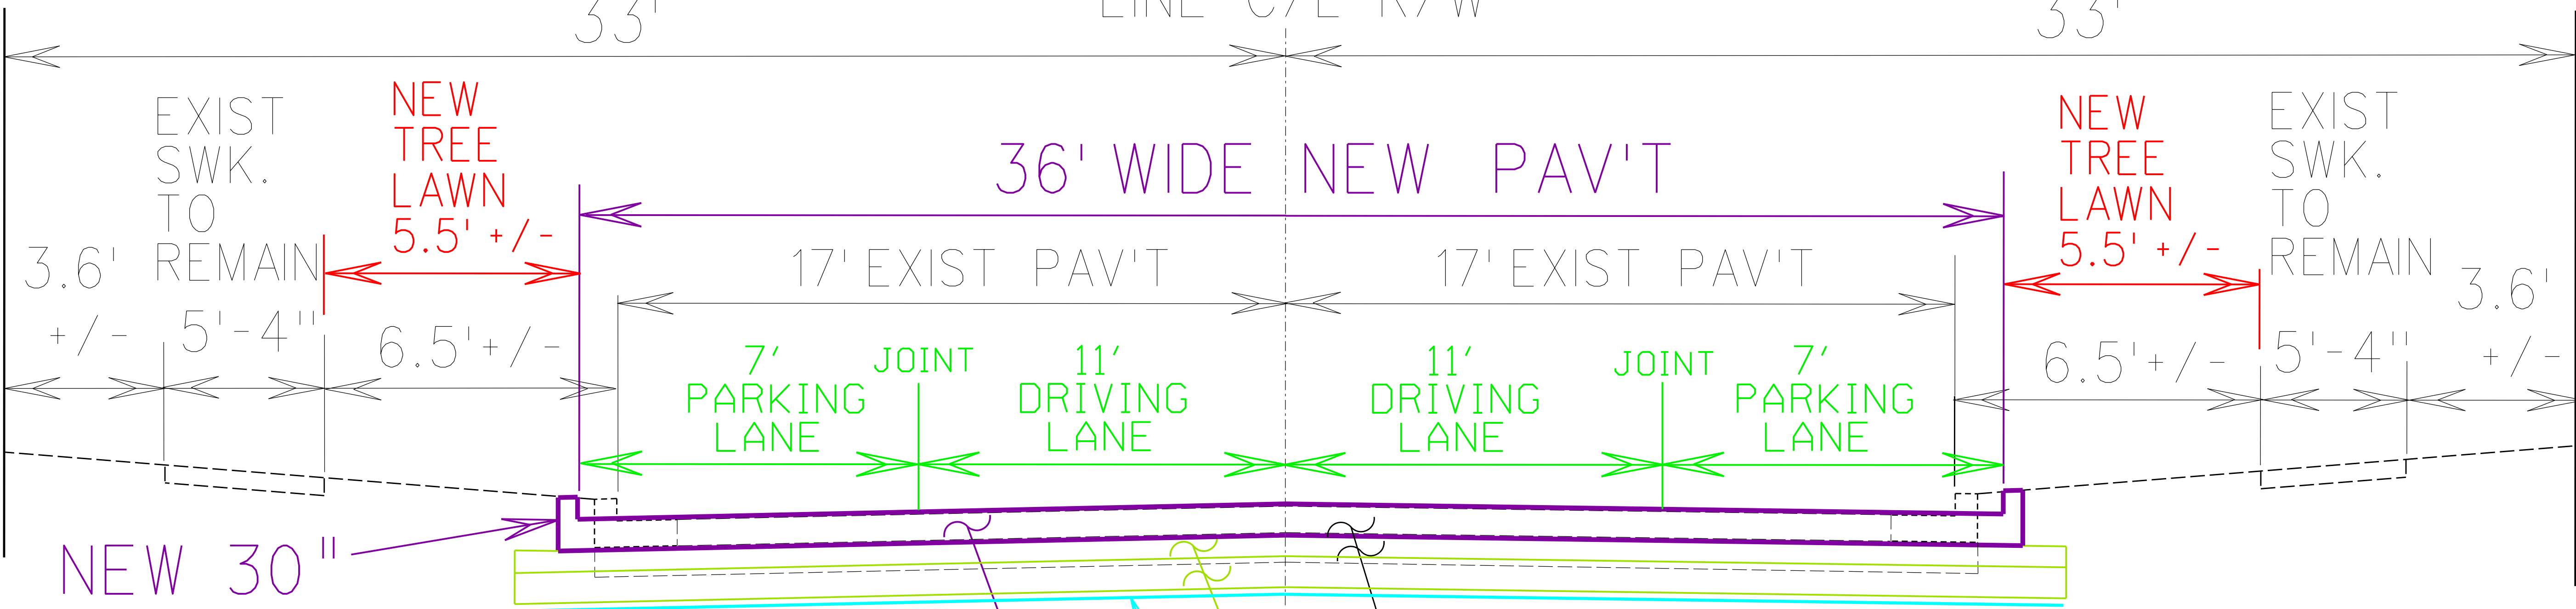 33'
LINE C/L R/W
33'
NEW
TREE
LAWN
5.5' +/-
EXIST
SWK.
TO
REMAIN
3.6'
+/-
5'-4"
6.5'+/-
36' WIDE NEW PAV'T
17' EXIST PAV'T
17' EXIST PAV'T
7'
PARKING
LANE
JOINT
11'
DRIVING
LANE
11'
DRIVING
LANE
JOINT
7'
PARKING
LANE
NEW
TREE
LAWN
5.5' +/-
EXIST
SWK.
TO
REMAIN
6.5'+/-
5'-4"
3.6'
+/-
NEW 30"